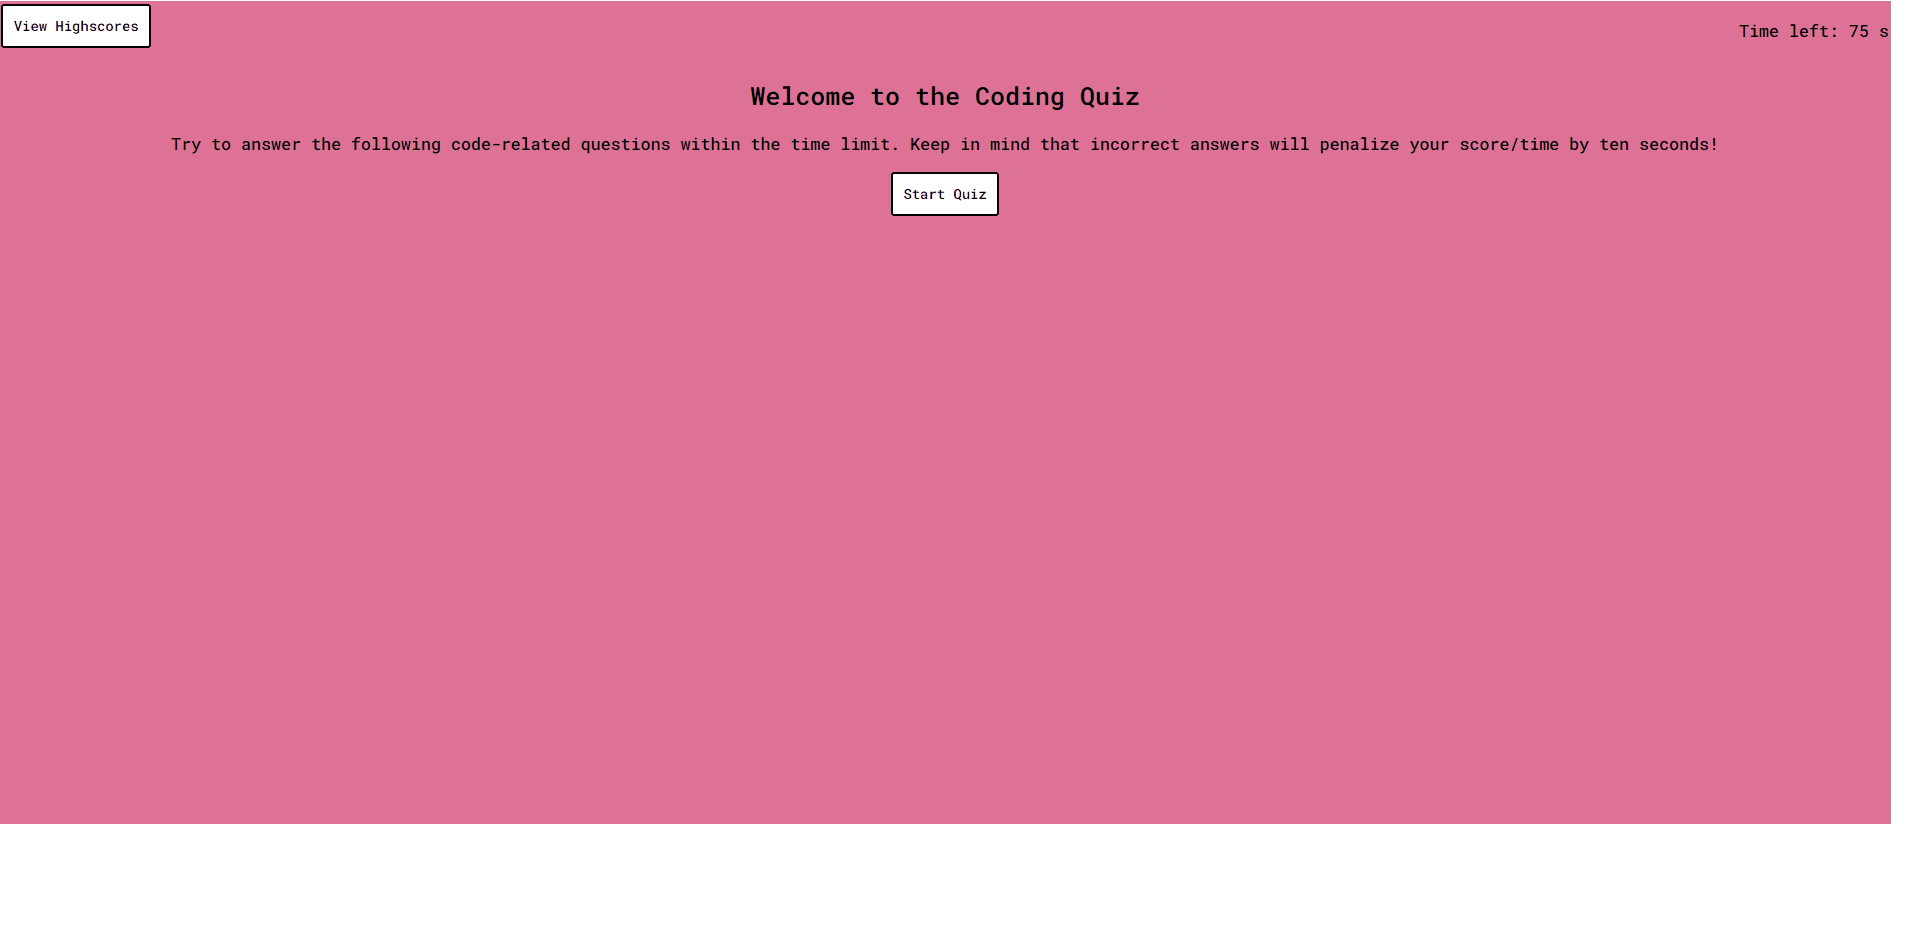 View Highscores
Time left: 75 s
Welcome to the Coding Quiz
Try to answer the following code-related questions within the time limit. Keep in mind that incorrect answers will penalize your score/time by ten seconds!
Start Quiz